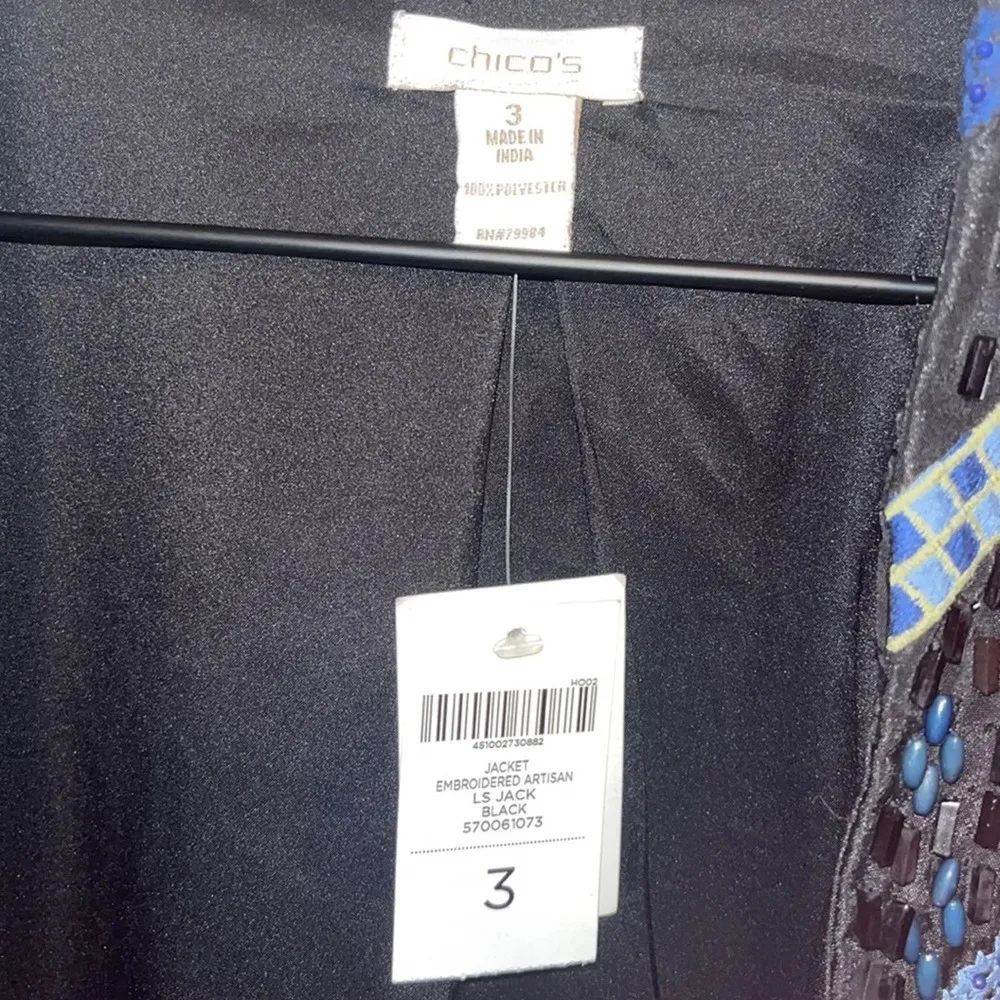 chico's
3
MADE IN
INDIA
100% POLYESTER
RN#79984
H002
451002730882
JACKET
EMBROIDERED ARTISAN
LS JACK
BLACK
570061073
3